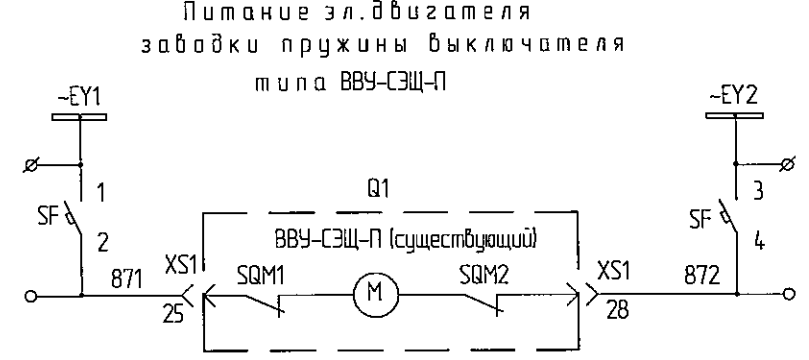 Питание эл.двигателя
заводки пружины выключателя
типа ВВУ-СЭЩ-П
~EY1 ~EY2
1 Q1 3
SF SF
2 ВВУ-СЭЩ-П (существующий) 4
871 XS1 SQM1 M SQM2 XS1 872
25 28